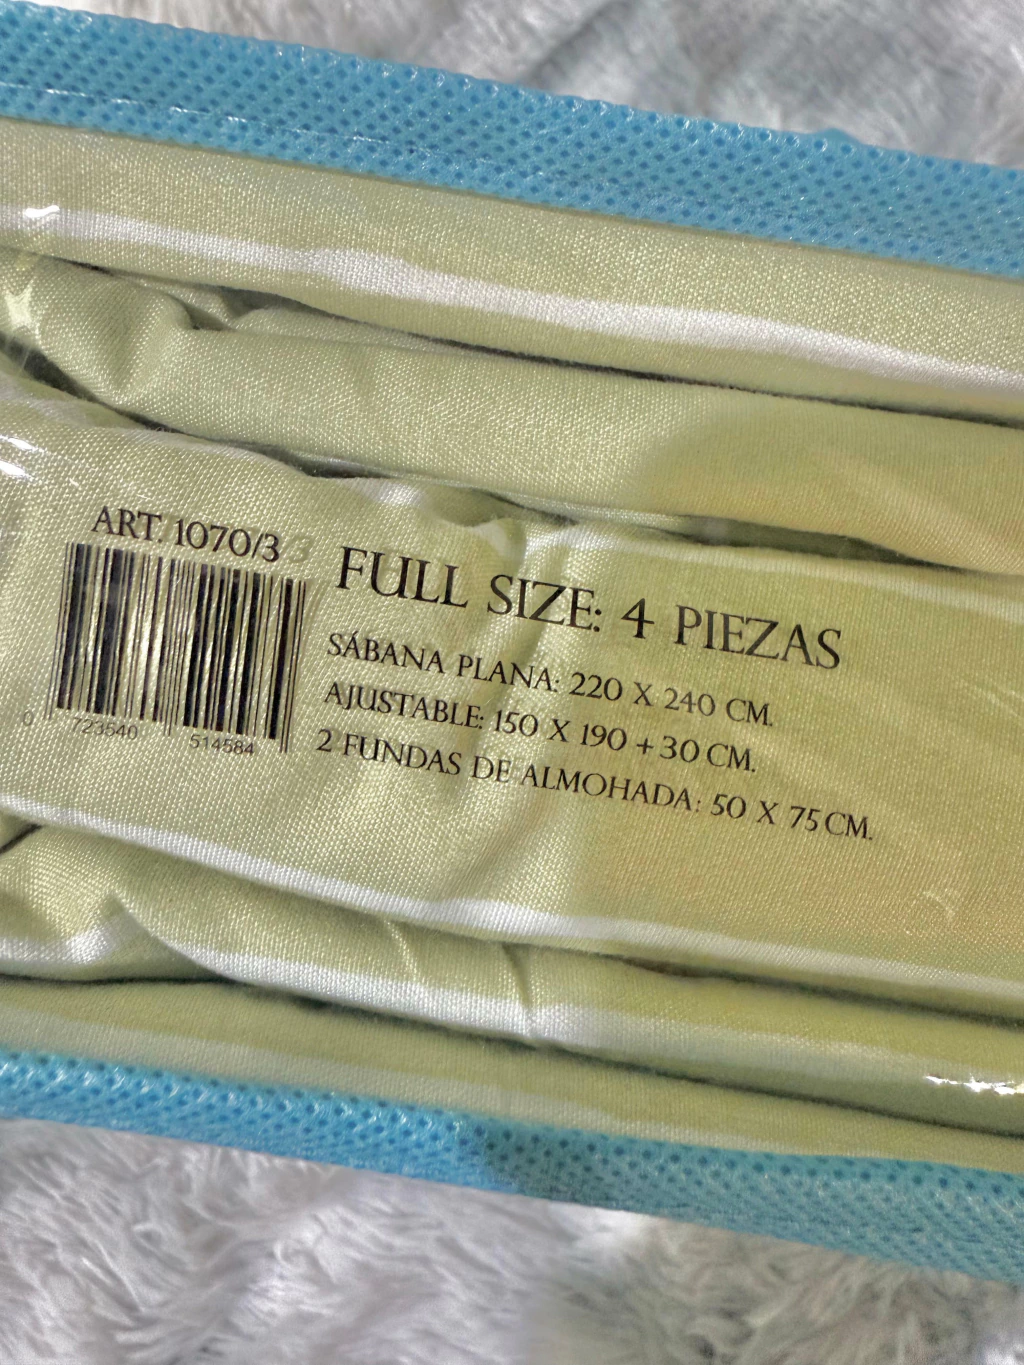 ART. 1070/3
0 723540 514584
FULL SIZE: 4 PIEZAS
SÁBANA PLANA: 220 X 240 CM.
AJUSTABLE: 150 X 190 + 30 CM.
2 FUNDAS DE ALMOHADA: 50 X 75 CM.